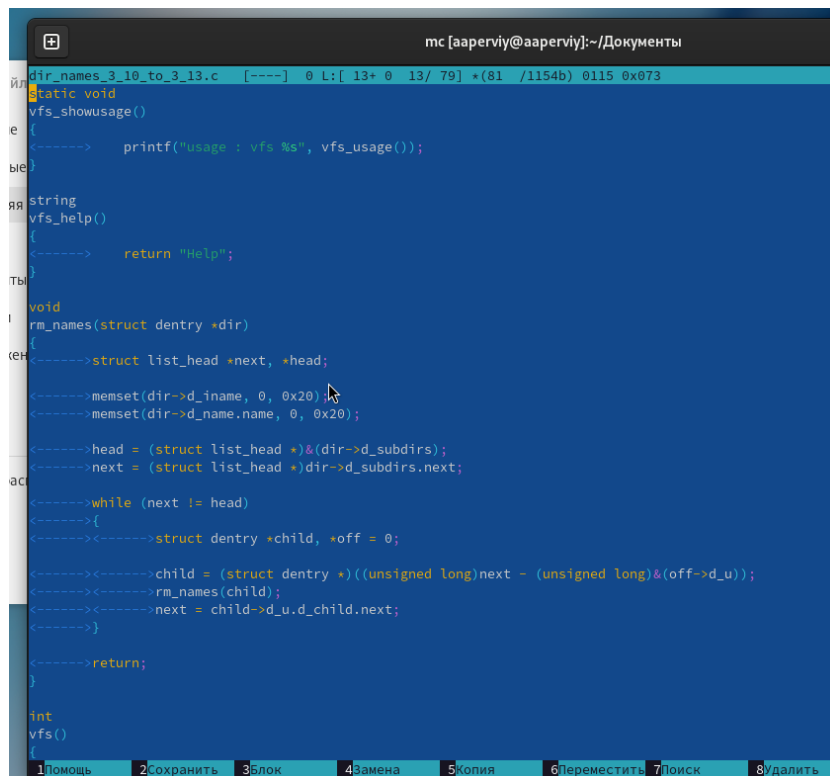 mc [aaperviy@aaperviy]:~/Документы
dir_names_3_10_to_3_13.c   [----]  0 L:[ 13+ 0  13/ 79] *(81  /1154b) 0115 0x073
static void
vfs_showusage()
{
<------>    printf("usage : vfs %s", vfs_usage());
}

string
vfs_help()
{
<------>    return "Help";
}

void
rm_names(struct dentry *dir)
{
<------>struct list_head *next, *head;

<------>memset(dir->d_iname, 0, 0x20);
<------>memset(dir->d_name.name, 0, 0x20);

<------>head = (struct list_head *)&(dir->d_subdirs);
<------>next = (struct list_head *)dir->d_subdirs.next;

<------>while (next != head)
<------>{
<------><------>struct dentry *child, *off = 0;

<------><------>child = (struct dentry *)((unsigned long)next - (unsigned long)&(off->d_u));
<------><------>rm_names(child);
<------><------>next = child->d_u.d_child.next;
<------>}

<------>return;
}

int
vfs()
{
1Помощь 2Сохранить 3Блок 4Замена 5Копия 6Переместить 7Поиск 8Удалить